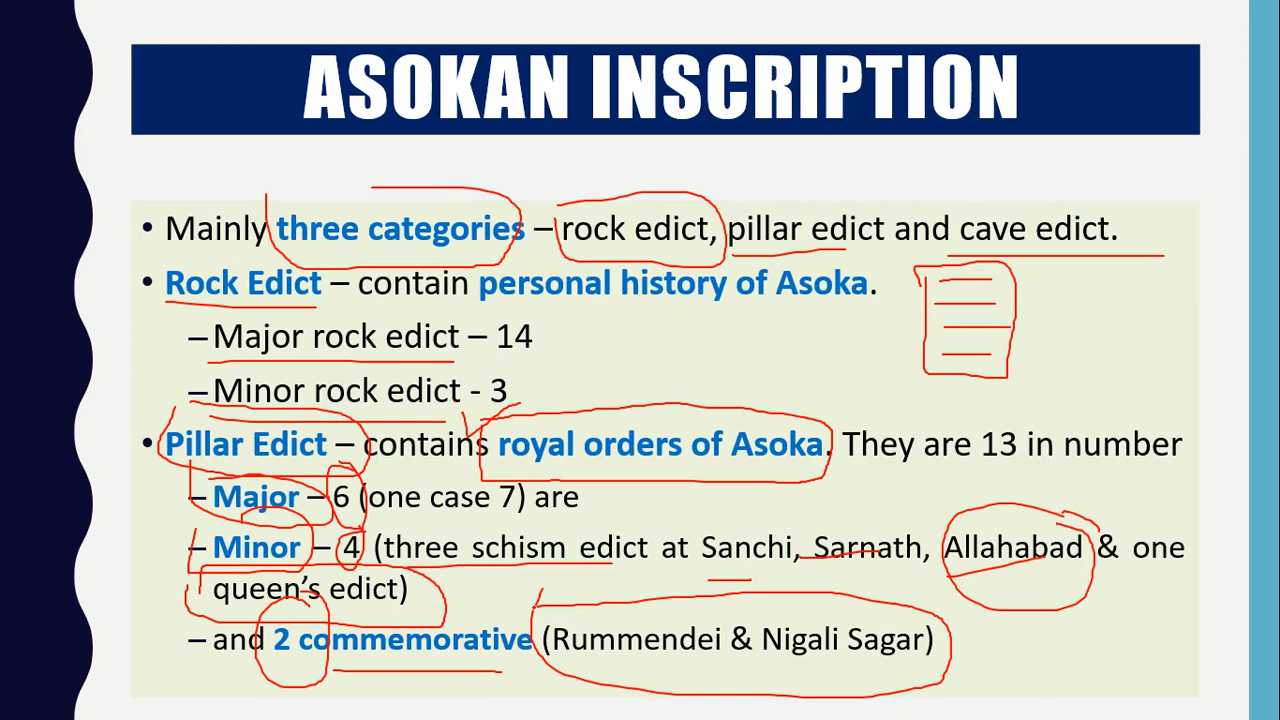 ASOKAN INSCRIPTION
• Mainly three categories – rock edict, pillar edict and cave edict.
• Rock Edict – contain personal history of Asoka.
– Major rock edict – 14
– Minor rock edict - 3
• Pillar Edict – contains royal orders of Asoka. They are 13 in number
– Major – 6 (one case 7) are
– Minor – 4 (three schism edict at Sanchi, Sarnath, Allahabad & one
queen’s edict)
– and 2 commemorative (Rummendei & Nigali Sagar)